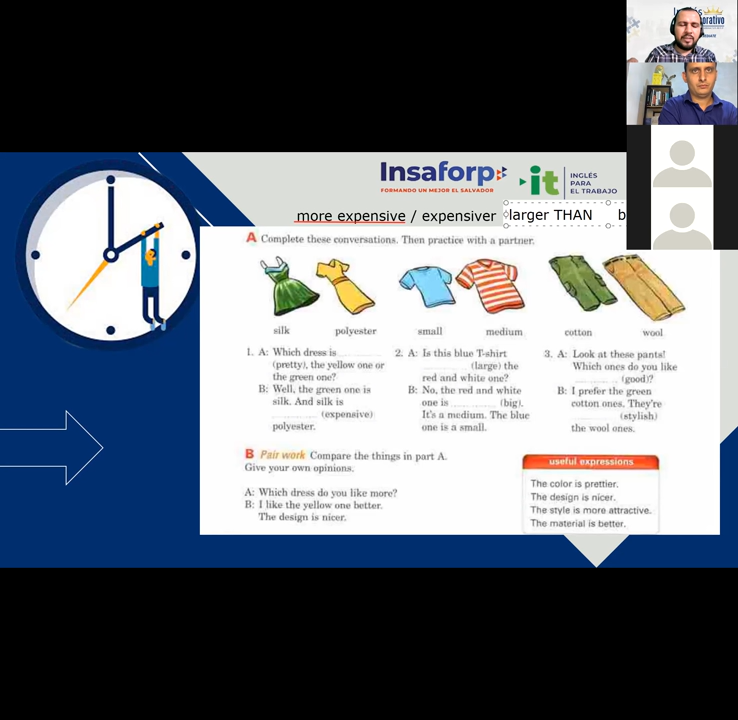 orativo
Insaforp
FORMANDO UN MEJOR EL SALVADOR
it
INGLÉS
PARA
EL TRABAJO
more expensive / expensiver larger THAN b
A Complete these conversations. Then practice with a partner.
silk polyester small medium cotton wool
1. A: Which dress is
(pretty), the yellow one or
the green one?
B: Well, the green one is
silk. And silk is
(expensive)
polyester.
2. A: Is this blue T-shirt
(large) the
red and white one?
B: No, the red and white
one is (big).
It's a medium. The blue
one is a small.
3. A: Look at these pants!
Which ones do you like
(good)?
B: I prefer the green
cotton ones. They're
(stylish)
the wool ones.
B Pair work Compare the things in part A.
Give your own opinions.
A: Which dress do you like more?
B: I like the yellow one better.
The design is nicer.
useful expressions
The color is prettier.
The design is nicer.
The style is more attractive.
The material is better.